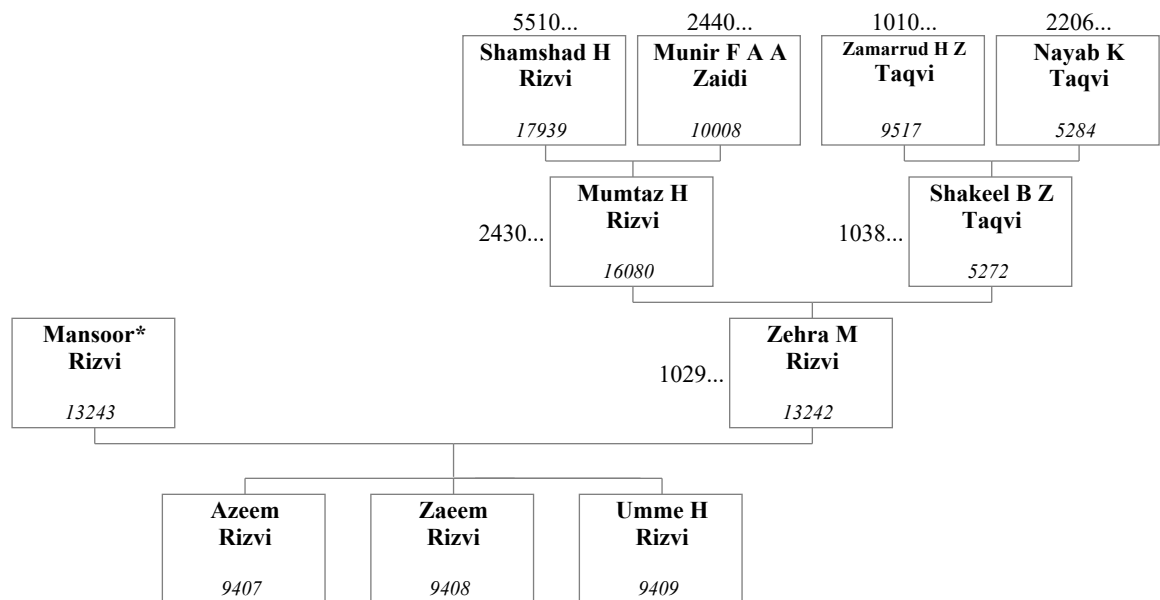 5510...
2440...
1010...
2206...
Shamshad H
Rizvi
17939
Munir F A A
Zaidi
10008
Zamarrud H Z
Taqvi
9517
Nayab K
Taqvi
5284
2430...
Mumtaz H
Rizvi
16080
1038...
Shakeel B Z
Taqvi
5272
Mansoor*
Rizvi
13243
1029...
Zehra M
Rizvi
13242
Azeem
Rizvi
9407
Zaeem
Rizvi
9408
Umme H
Rizvi
9409